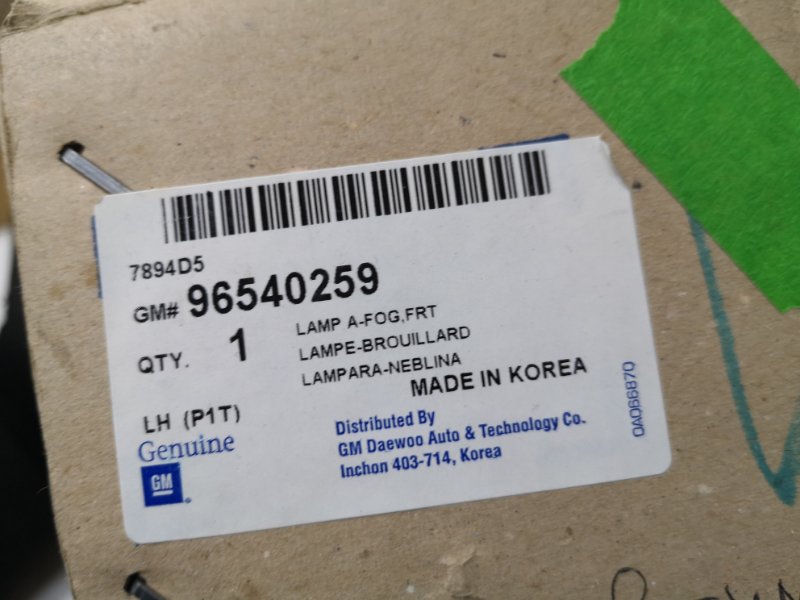 7894D5
GM# 96540259
QTY. 1
LAMP A-FOG,FRT
LAMPE-BROUILLARD
LAMPARA-NEBLINA
MADE IN KOREA
LH (P1T)
Genuine
GM
Distributed By
GM Daewoo Auto & Technology Co.
Inchon 403-714, Korea
0A066870